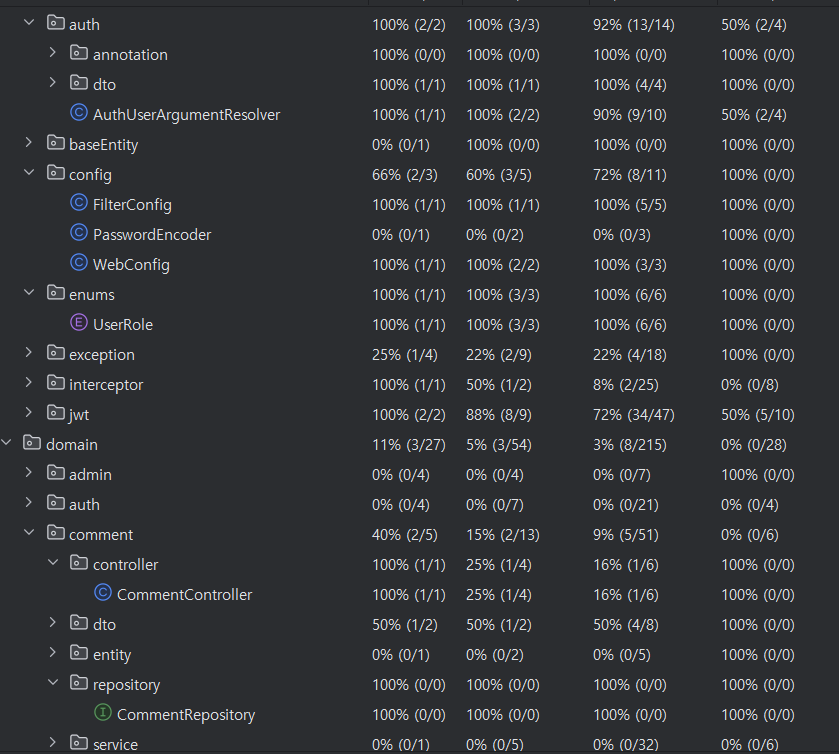 auth 100% (2/2) 100% (3/3) 92% (13/14) 50% (2/4)
annotation 100% (0/0) 100% (0/0) 100% (0/0) 100% (0/0)
dto 100% (1/1) 100% (1/1) 100% (4/4) 100% (0/0)
AuthUserArgumentResolver 100% (1/1) 100% (2/2) 90% (9/10) 50% (2/4)
baseEntity 0% (0/1) 100% (0/0) 100% (0/0) 100% (0/0)
config 66% (2/3) 60% (3/5) 72% (8/11) 100% (0/0)
FilterConfig 100% (1/1) 100% (1/1) 100% (5/5) 100% (0/0)
PasswordEncoder 0% (0/1) 0% (0/2) 0% (0/3) 100% (0/0)
WebConfig 100% (1/1) 100% (2/2) 100% (3/3) 100% (0/0)
enums 100% (1/1) 100% (3/3) 100% (6/6) 100% (0/0)
UserRole 100% (1/1) 100% (3/3) 100% (6/6) 100% (0/0)
exception 25% (1/4) 22% (2/9) 22% (4/18) 100% (0/0)
interceptor 100% (1/1) 50% (1/2) 8% (2/25) 0% (0/8)
jwt 100% (2/2) 88% (8/9) 72% (34/47) 50% (5/10)
domain 11% (3/27) 5% (3/54) 3% (8/215) 0% (0/28)
admin 0% (0/4) 0% (0/4) 0% (0/7) 100% (0/0)
auth 0% (0/4) 0% (0/7) 0% (0/21) 0% (0/4)
comment 40% (2/5) 15% (2/13) 9% (5/51) 0% (0/6)
controller 100% (1/1) 25% (1/4) 16% (1/6) 100% (0/0)
CommentController 100% (1/1) 25% (1/4) 16% (1/6) 100% (0/0)
dto 50% (1/2) 50% (1/2) 50% (4/8) 100% (0/0)
entity 0% (0/1) 0% (0/2) 0% (0/5) 100% (0/0)
repository 100% (0/0) 100% (0/0) 100% (0/0) 100% (0/0)
CommentRepository 100% (0/0) 100% (0/0) 100% (0/0) 100% (0/0)
service 0% (0/1) 0% (0/5) 0% (0/32) 0% (0/6)